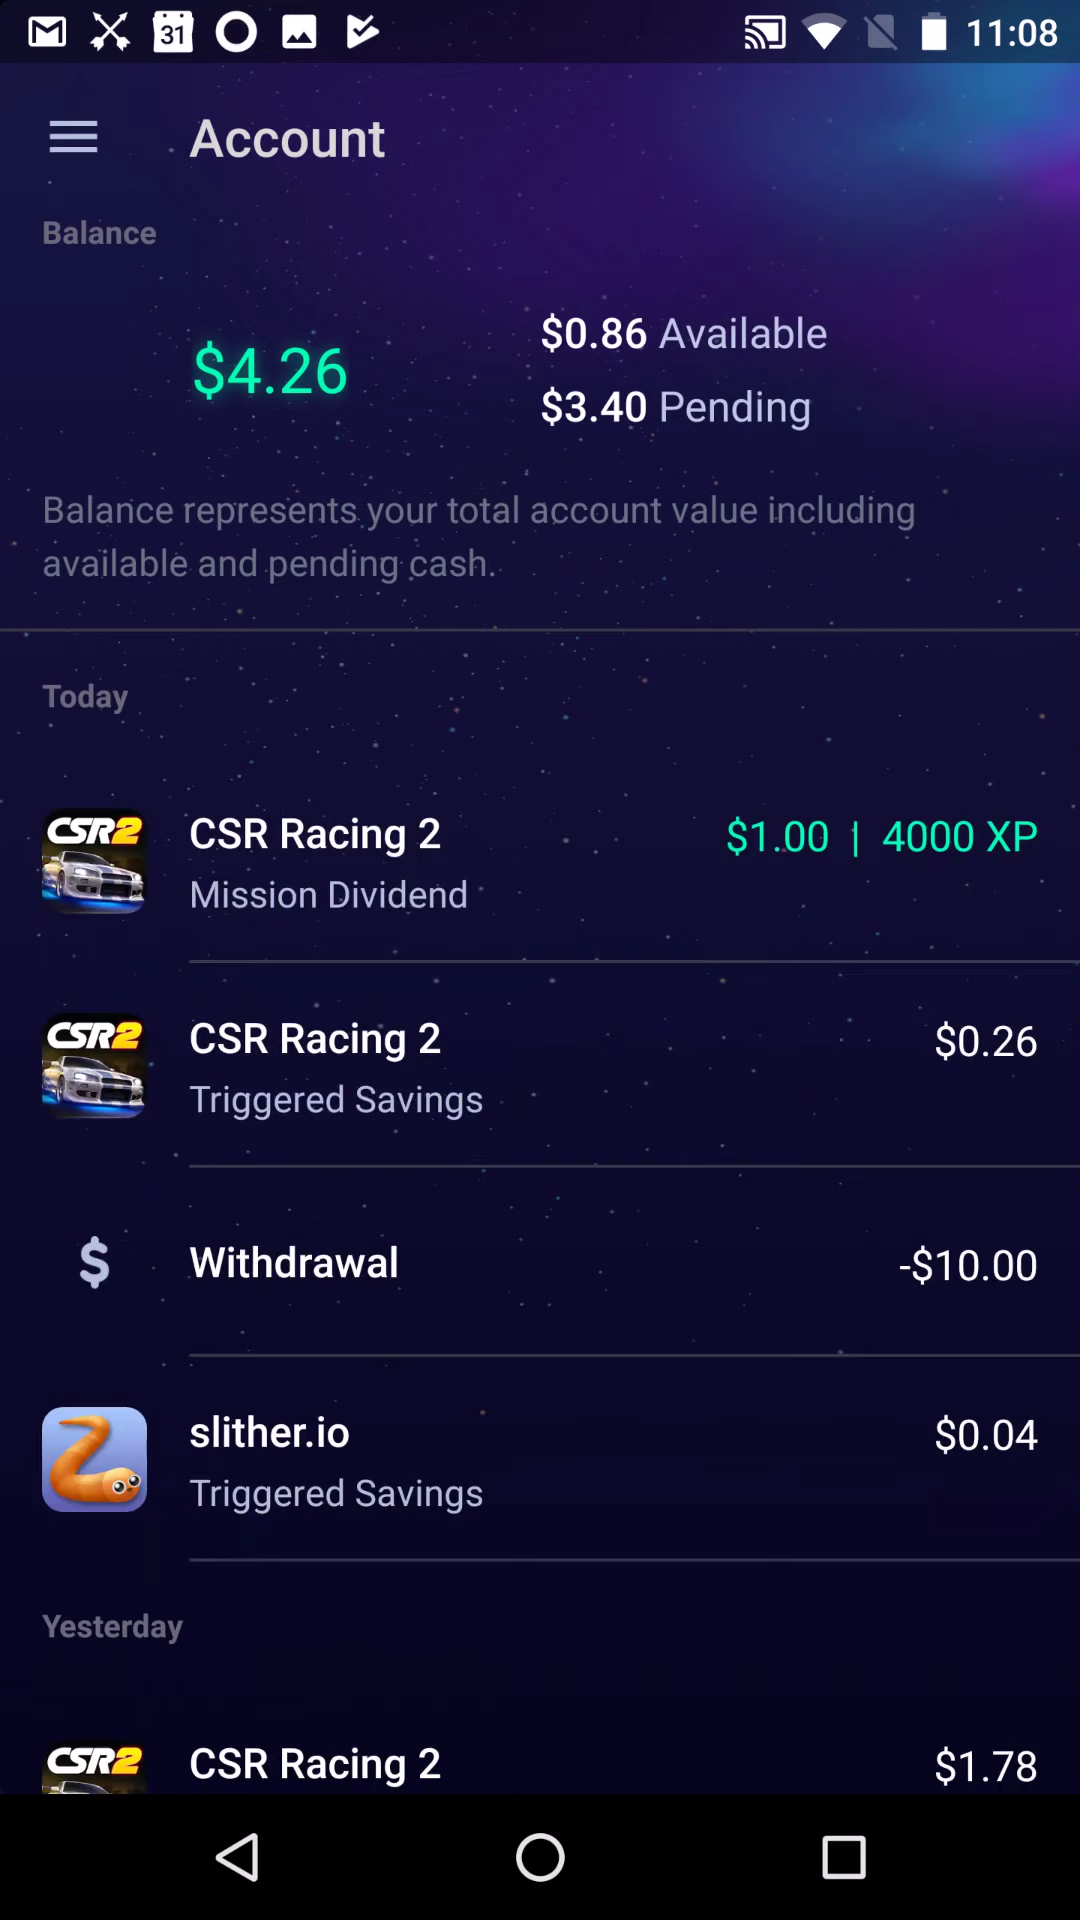 31
11:08
Account
Balance
$4.26
$0.86 Available
$3.40 Pending
Balance represents your total account value including
available and pending cash.
Today
CSR2
CSR Racing 2
$1.00 | 4000 XP
Mission Dividend
CSR2
CSR Racing 2
$0.26
Triggered Savings
$ Withdrawal
-$10.00
slither.io
$0.04
Triggered Savings
Yesterday
CSR2
CSR Racing 2
$1.78